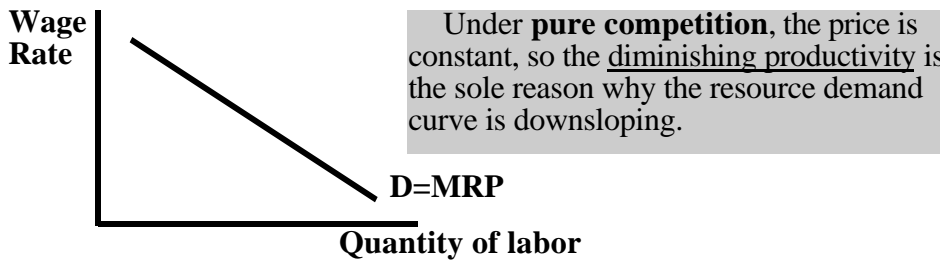 Wage
Rate
Under pure competition, the price is
constant, so the diminishing productivity is
the sole reason why the resource demand
curve is downsloping.
D=MRP
Quantity of labor